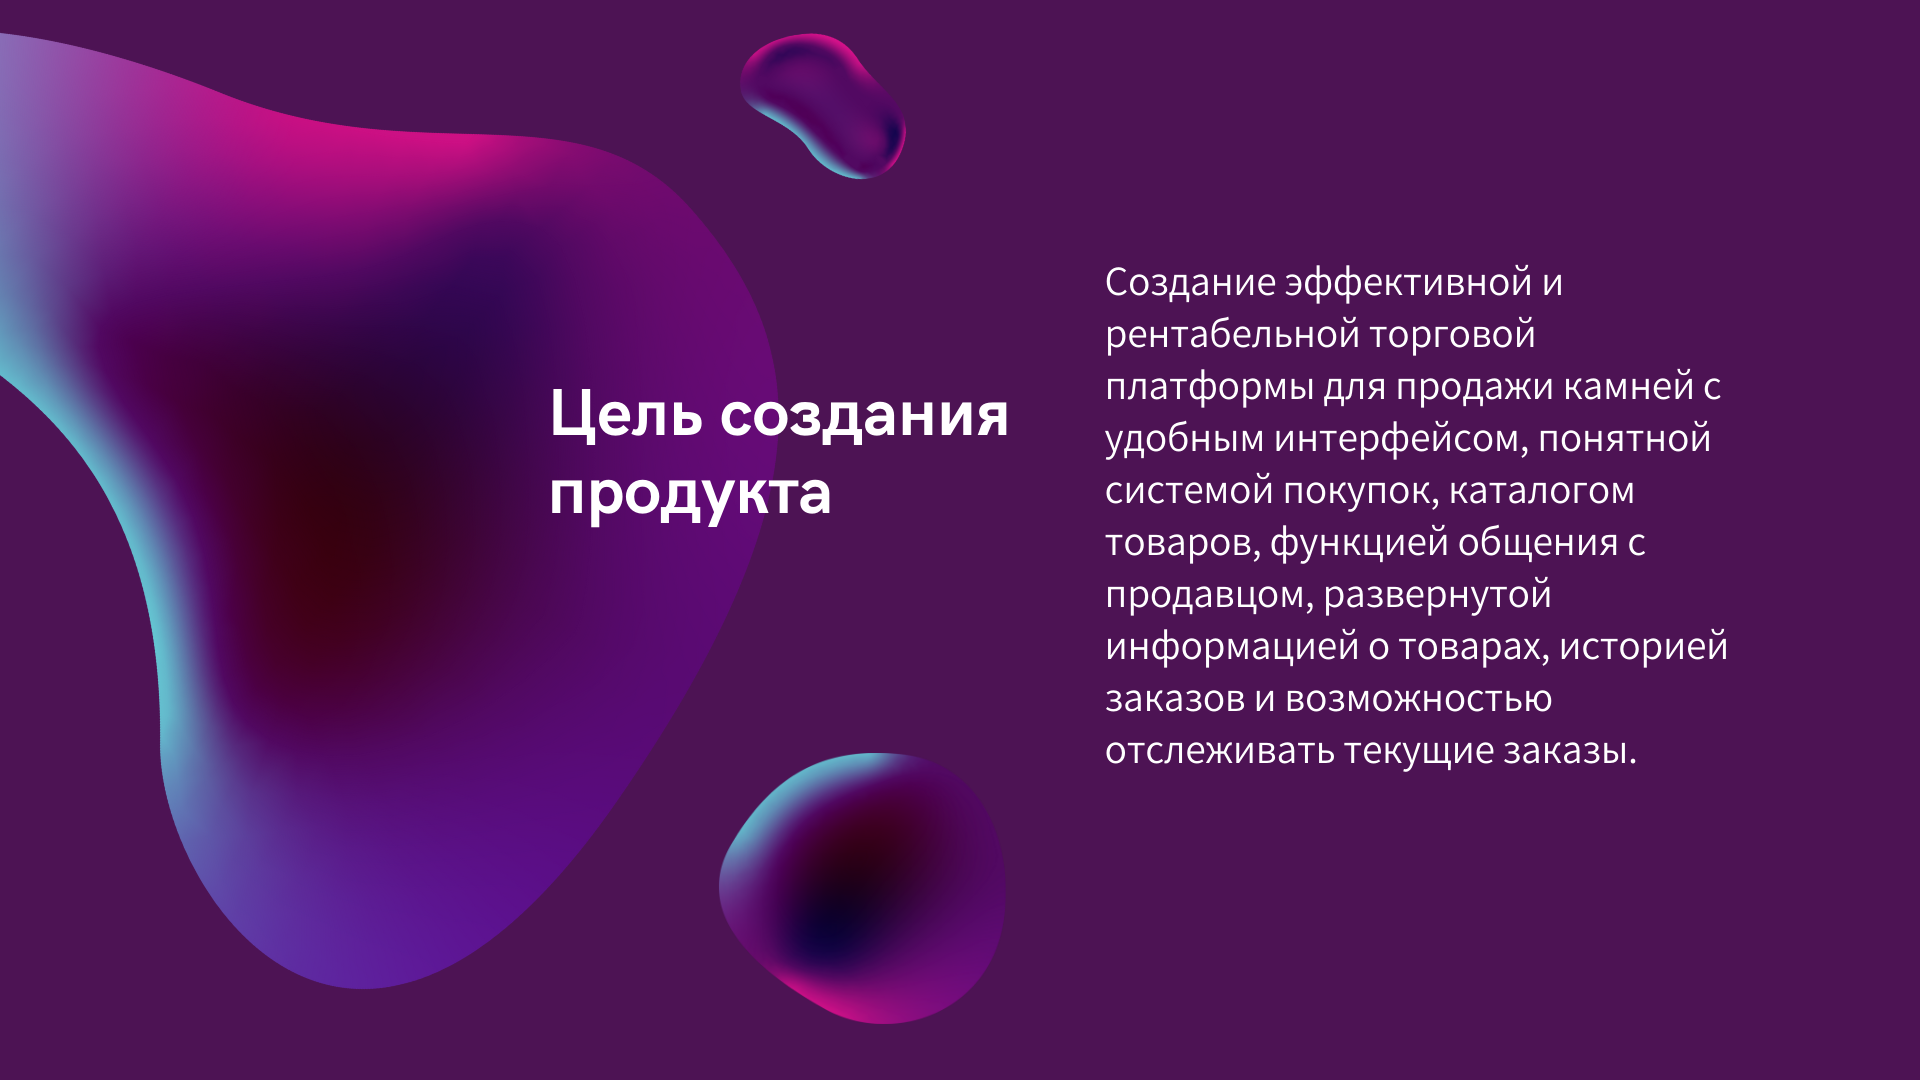 Цель создания
продукта
Создание эффективной и
рентабельной торговой
платформы для продажи камней с
удобным интерфейсом, понятной
системой покупок, каталогом
товаров, функцией общения с
продавцом, развернутой
информацией о товарах, историей
заказов и возможностью
отслеживать текущие заказы.